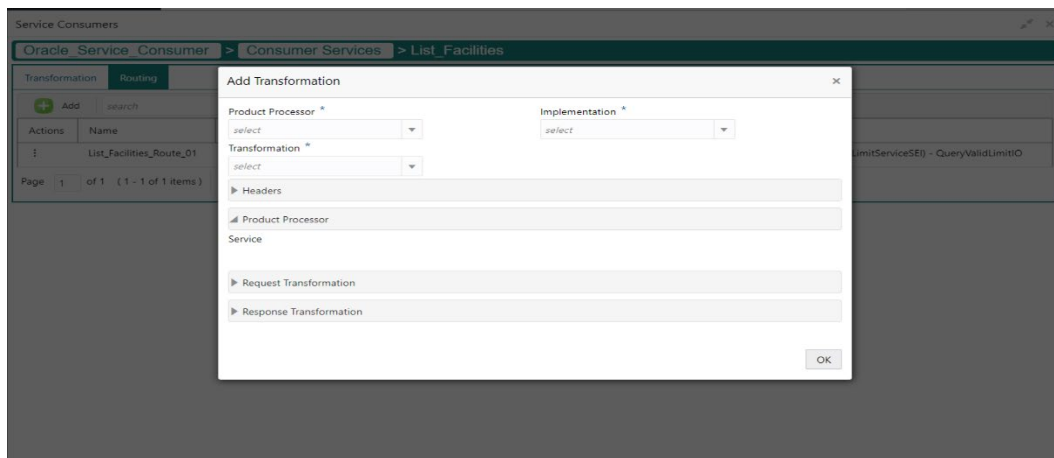 Service Consumers
Oracle_Service_Consumer > Consumer Services > List_Facilities
Transformation Routing
Add Transformation
Add search
Product Processor * Implementation *
select select
Actions Name
Transformation *
List_Facilities_Route_01 LimitServiceSEI) - QueryValidLimitIO
select
Page 1 of 1 ( 1 - 1 of 1 items )
Headers
Product Processor
Service
Request Transformation
Response Transformation
OK